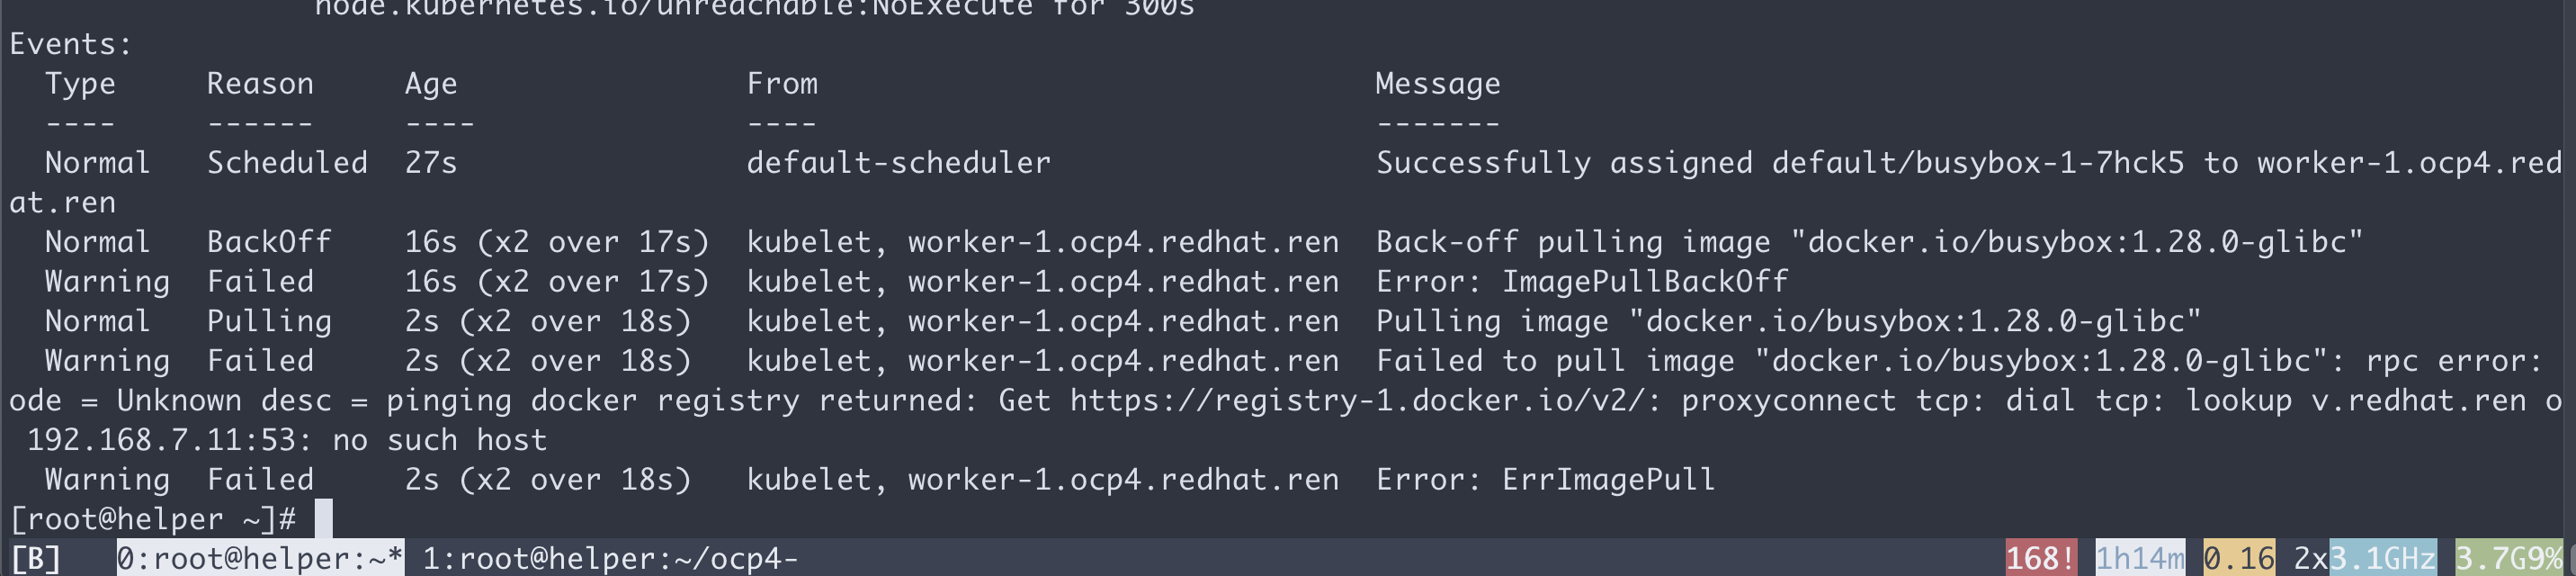 node.kubernetes.io/unreachable:NoExecute for 300s
Events:
  Type     Reason     Age                From                               Message
  ----     ------     ----               ----                               -------
  Normal   Scheduled  27s                default-scheduler                  Successfully assigned default/busybox-1-7hck5 to worker-1.ocp4.red
at.ren
  Normal   BackOff    16s (x2 over 17s)  kubelet, worker-1.ocp4.redhat.ren  Back-off pulling image "docker.io/busybox:1.28.0-glibc"
  Warning  Failed     16s (x2 over 17s)  kubelet, worker-1.ocp4.redhat.ren  Error: ImagePullBackOff
  Normal   Pulling    2s (x2 over 18s)   kubelet, worker-1.ocp4.redhat.ren  Pulling image "docker.io/busybox:1.28.0-glibc"
  Warning  Failed     2s (x2 over 18s)   kubelet, worker-1.ocp4.redhat.ren  Failed to pull image "docker.io/busybox:1.28.0-glibc": rpc error:
ode = Unknown desc = pinging docker registry returned: Get https://registry-1.docker.io/v2/: proxyconnect tcp: dial tcp: lookup v.redhat.ren o
 192.168.7.11:53: no such host
  Warning  Failed     2s (x2 over 18s)   kubelet, worker-1.ocp4.redhat.ren  Error: ErrImagePull
[root@helper ~]#
[B]   0:root@helper:~* 1:root@helper:~/ocp4- 168! 1h14m 0.16 2x3.1GHz 3.7G9%